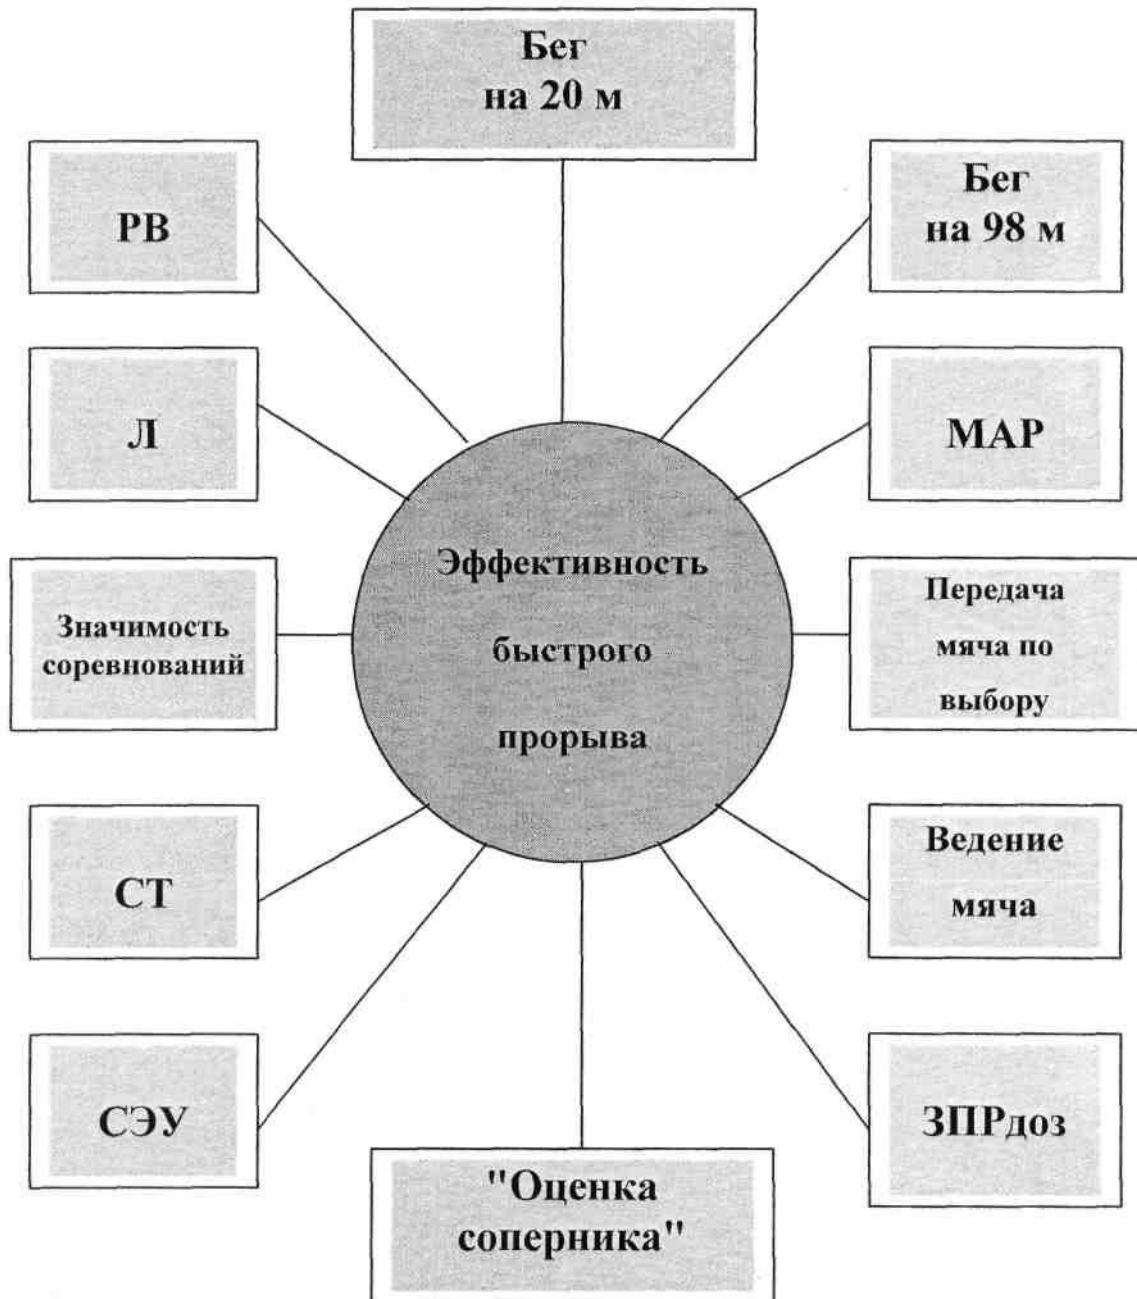 Бег
на 20 м
РВ
Бег
на 98 м
Л
МАР
Эффективность
быстрого
прорыва
Значимость
соревнований
Передача
мяча по
выбору
СТ
Ведение
мяча
СЭУ
ЗПРдоз
"Оценка
соперника"